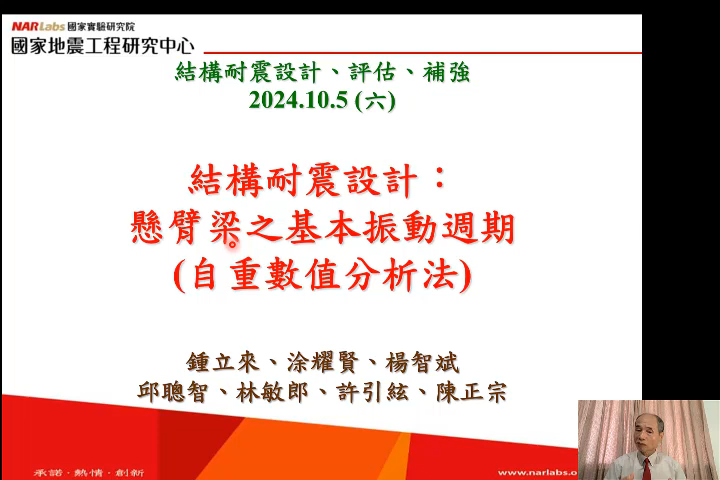 NARLabs 國家實驗研究院
國家地震工程研究中心
結構耐震設計、評估、補強
2024.10.5 (六)
結構耐震設計：
懸臂梁之基本振動週期
(自重數值分析法)
鍾立來、涂耀賢、楊智斌
邱聰智、林敏郎、許引絃、陳正宗
承諾．熱情．創新
www.narlabs.o